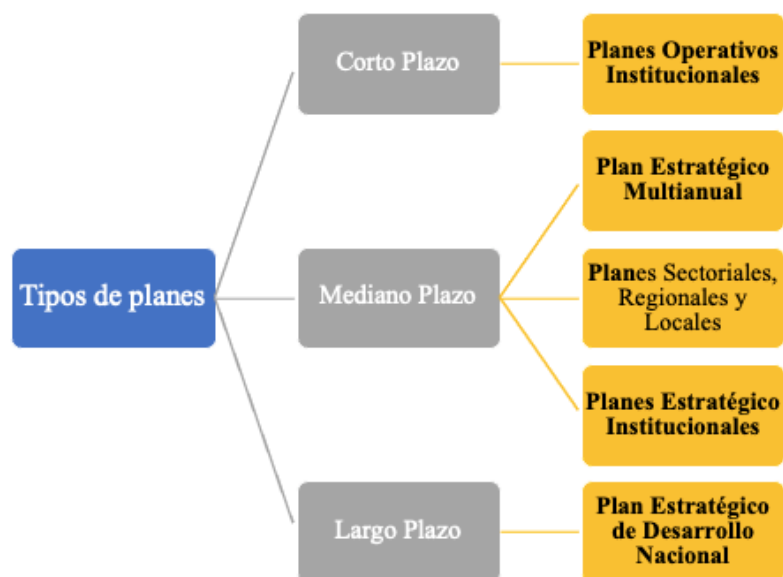 Tipos de planes
Corto Plazo
Planes Operativos
Institucionales
Mediano Plazo
Plan Estratégico
Multianual
Planes Sectoriales,
Regionales y
Locales
Planes Estratégico
Institucionales
Largo Plazo
Plan Estratégico
de Desarrollo
Nacional